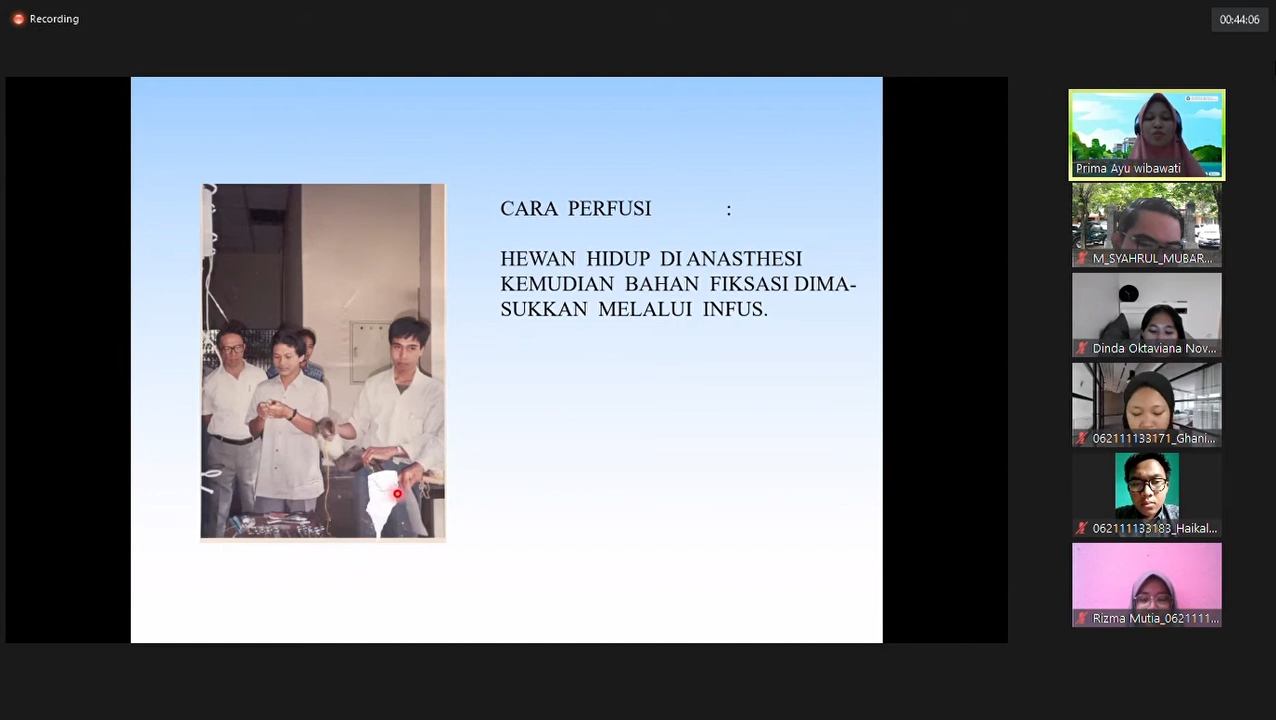 Recording
00:44:06
CARA PERFUSI :
HEWAN HIDUP DI ANASTHESI
KEMUDIAN BAHAN FIKSASI DIMA-
SUKKAN MELALUI INFUS.
Prima Ayu wibawati
M_SYAHRUL_MUBAR...
Dinda Oktaviana Nov...
062111133171_Ghani...
062111133183_Haikal...
Rizma Mutia_0621111...